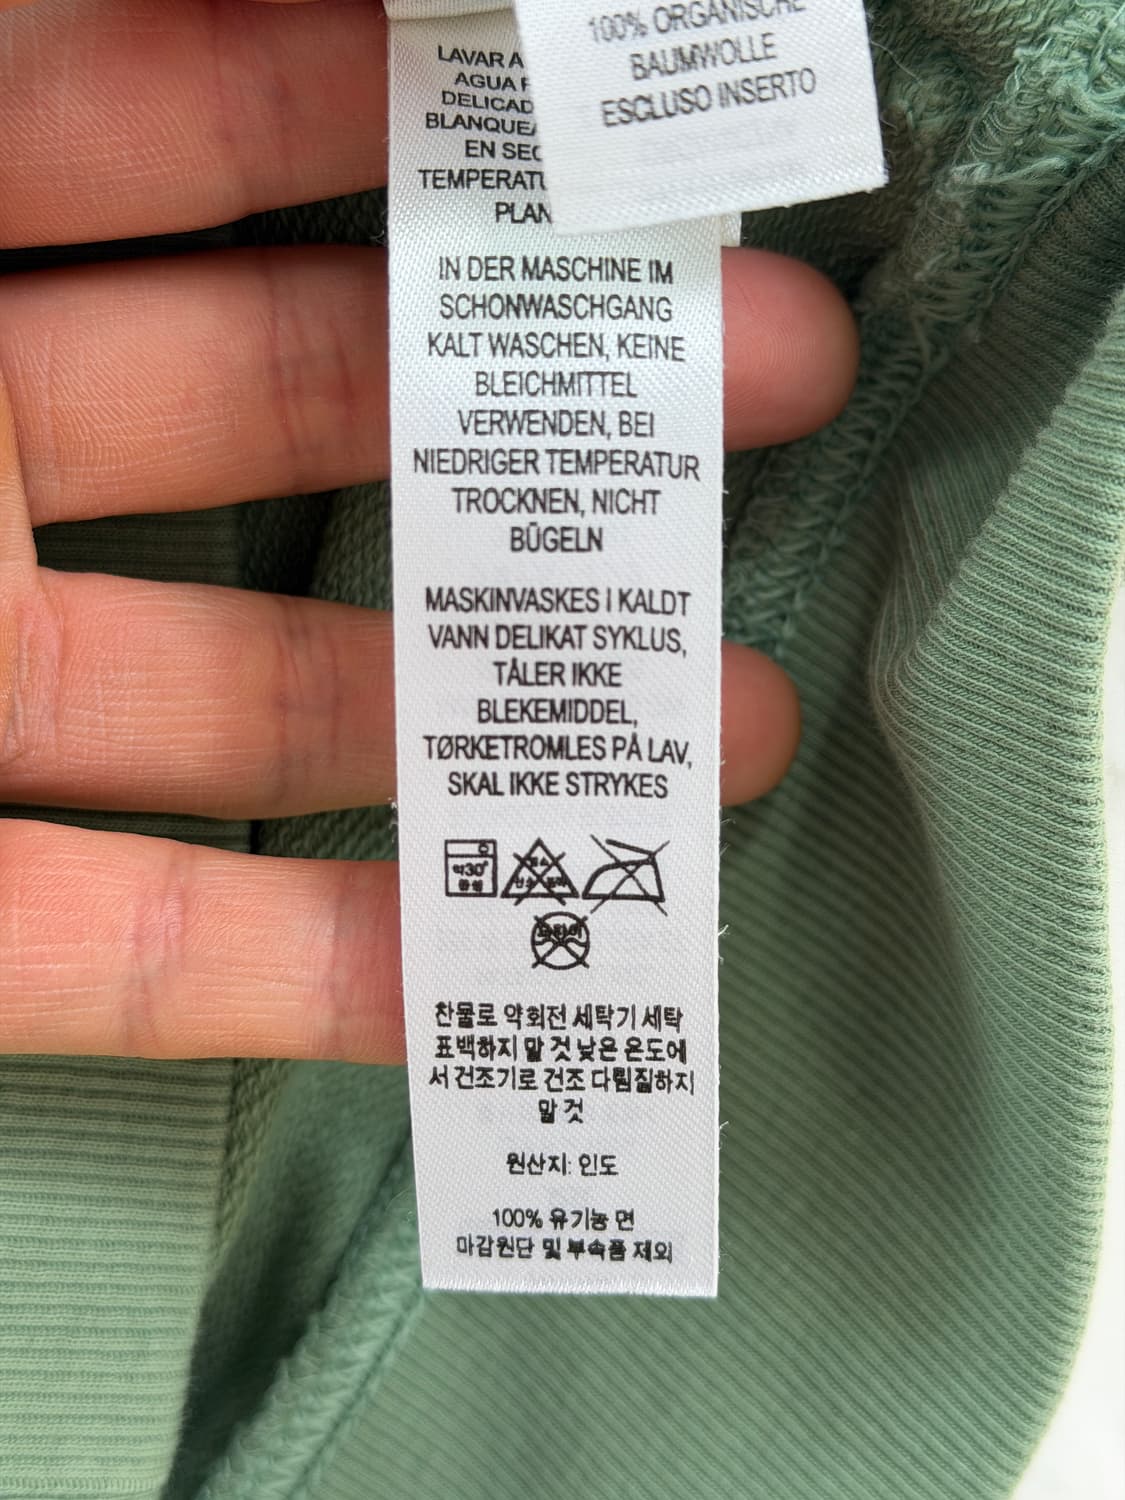 100% ORGANISCHE
BAUMWOLLE
ESCLUSO INSERTO
LAVAR A
AGUA
DELICAD
BLANQUEA
EN SEC
TEMPERATU
PLAN
IN DER MASCHINE IM
SCHONWASCHGANG
KALT WASCHEN, KEINE
BLEICHMITTEL
VERWENDEN, BEI
NIEDRIGER TEMPERATUR
TROCKNEN, NICHT
BÜGELN
MASKINVASKES I KALDT
VANN DELIKAT SYKLUS,
TÅLER IKKE
BLEKEMIDDEL,
TØRKETROMLES PÅ LAV,
SKAL IKKE STRYKES
약30°
중성
찬물로 약회전 세탁기 세탁
표백하지 말 것 낮은 온도에
서 건조기로 건조 다림질하지
말 것
원산지: 인도
100% 유기농 면
마감원단 및 부속품 제외